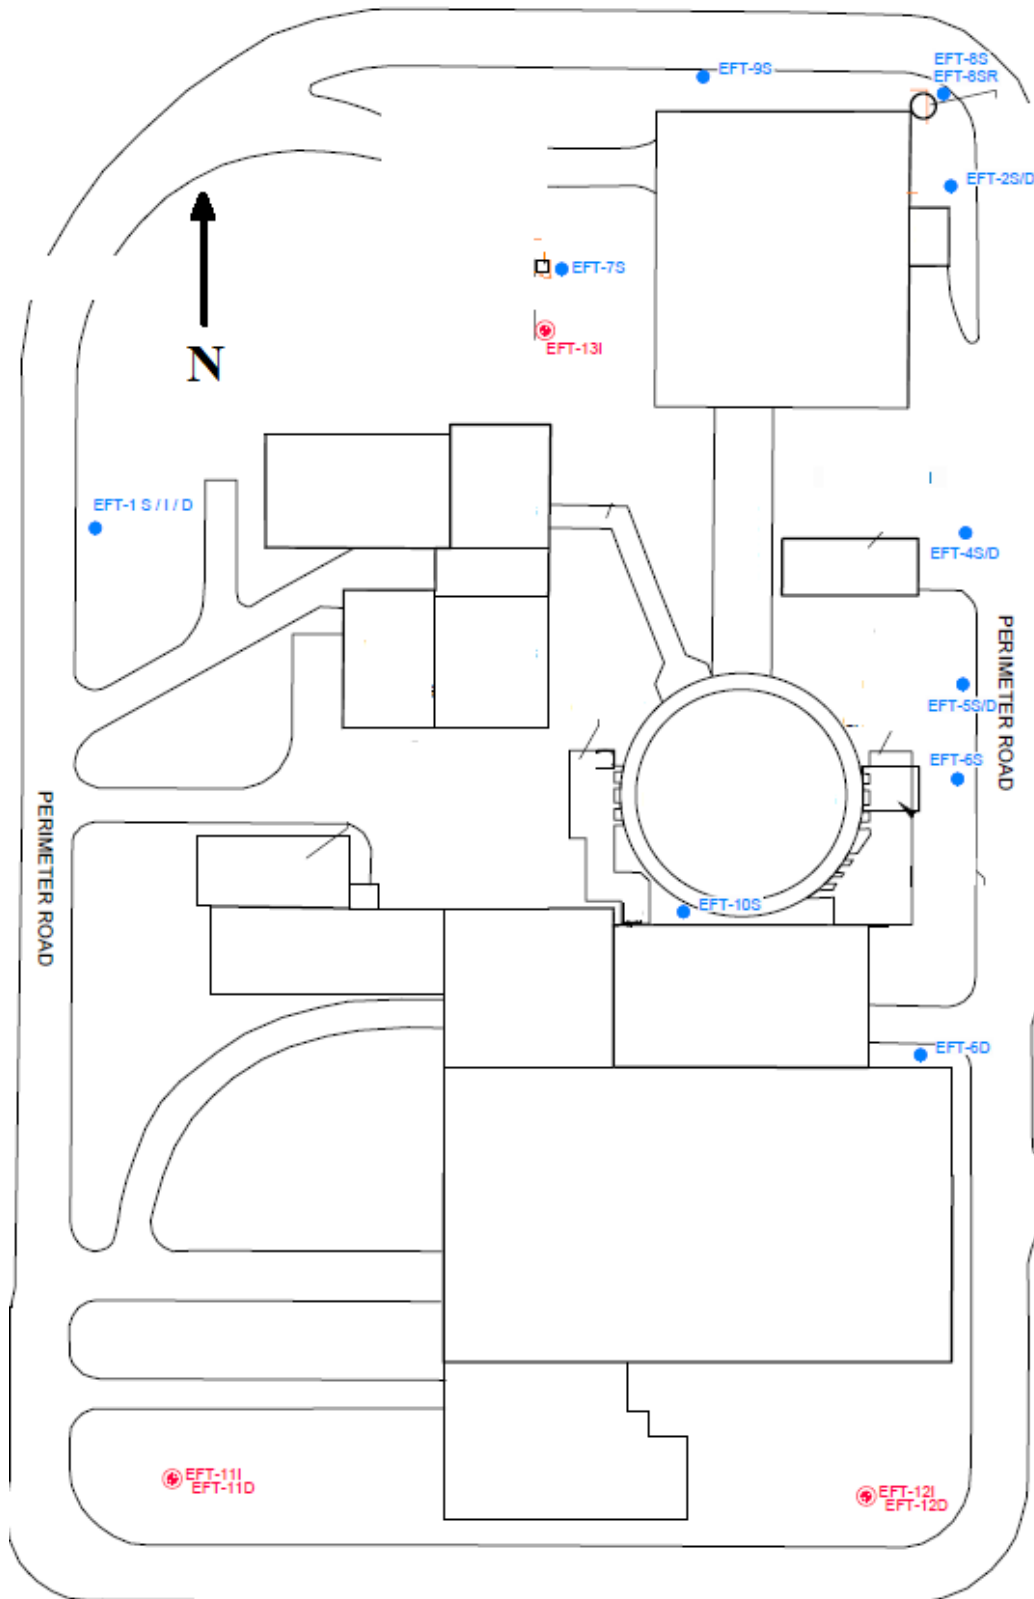 EFT-8S
EFT-9S
EFT-8SR
EFT-2S/D
EFT-7S
EFT-13I
N
EFT-1 S / I / D
EFT-4S/D
PERIMETER ROAD
EFT-5S/D
EFT-6S
PERIMETER ROAD
EFT-10S
EFT-6D
EFT-11I
EFT-11D
EFT-12I
EFT-12D